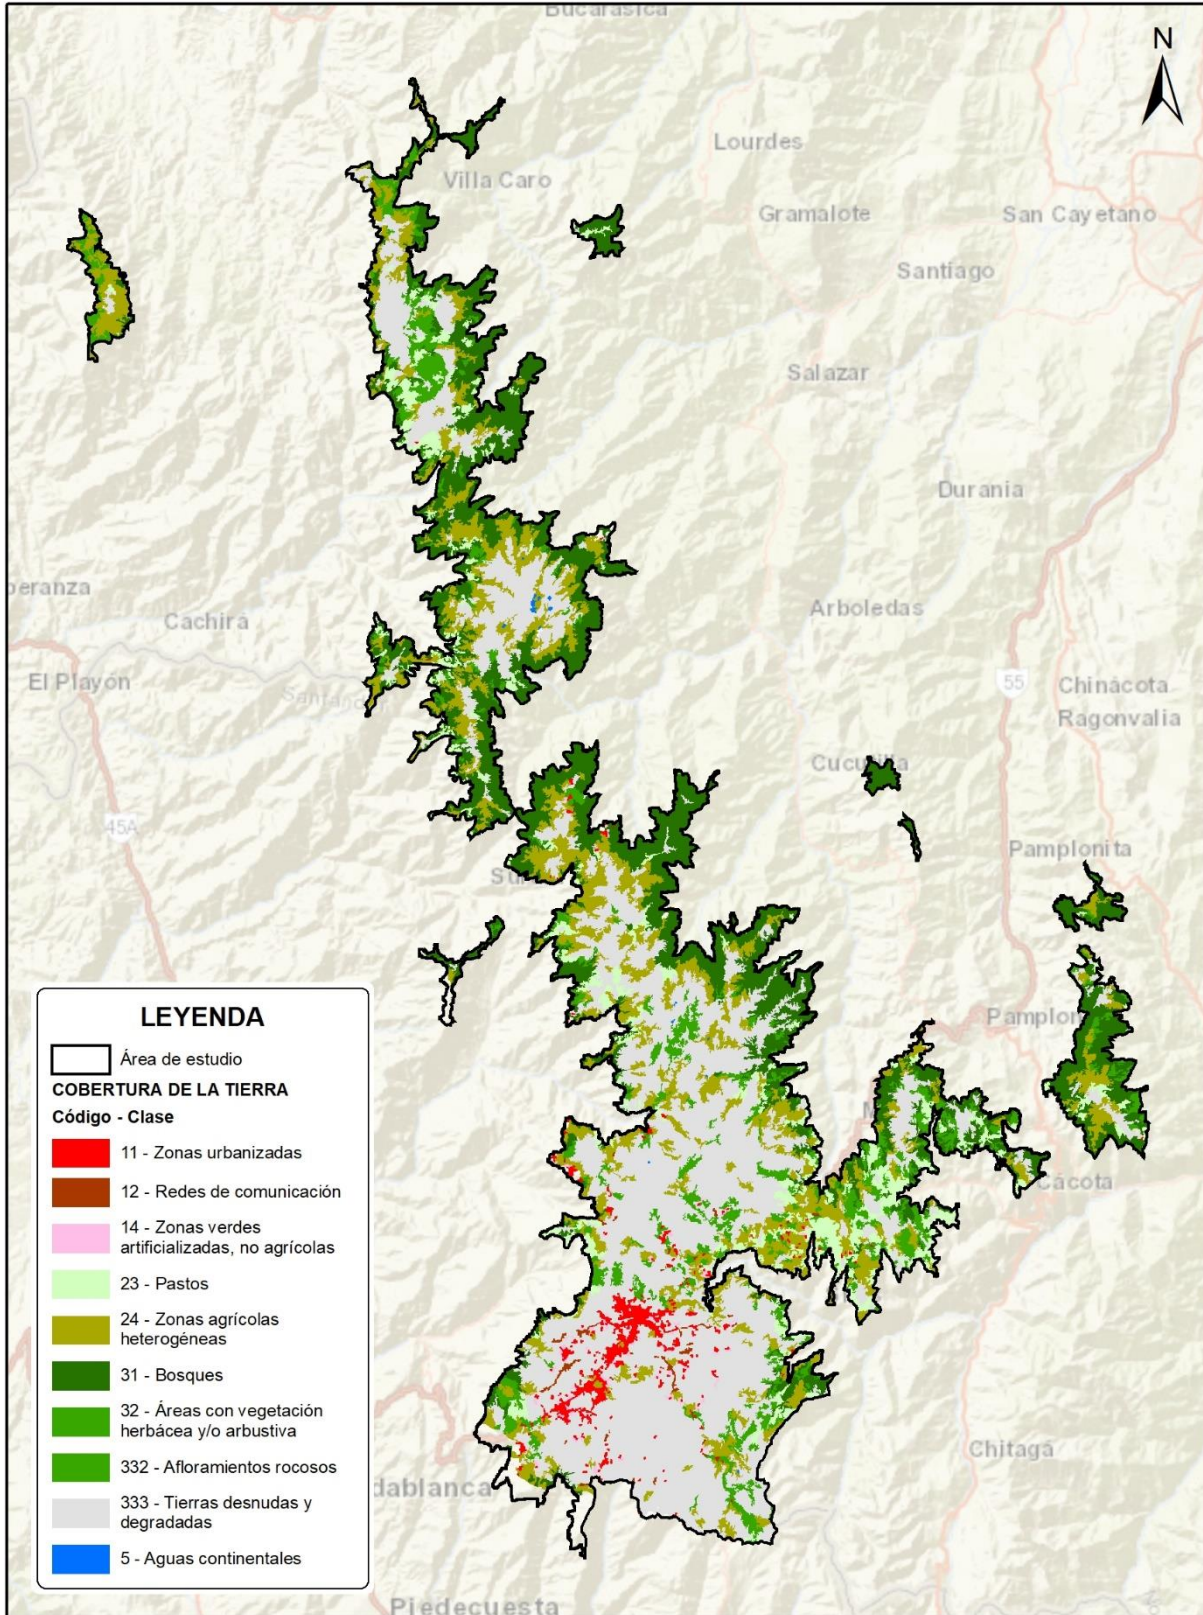 Bucarasica
N
Lourdes
Villa Caro
Gramalote
San Cayetano
Santiago
Salazar
Durania
peranza
Cachirá
Arboledas
El Playón
Santander
55
Chinácota
Ragonvalia
Cucutilla
45A
Pamplonita
Pamplon
Cácota
Chitagá
dablanca
Piedecuesta
LEYENDA
Área de estudio
COBERTURA DE LA TIERRA
Código - Clase
11 - Zonas urbanizadas
12 - Redes de comunicación
14 - Zonas verdes
artificializadas, no agrícolas
23 - Pastos
24 - Zonas agrícolas
heterogéneas
31 - Bosques
32 - Áreas con vegetación
herbácea y/o arbustiva
332 - Afloramientos rocosos
333 - Tierras desnudas y
degradadas
5 - Aguas continentales